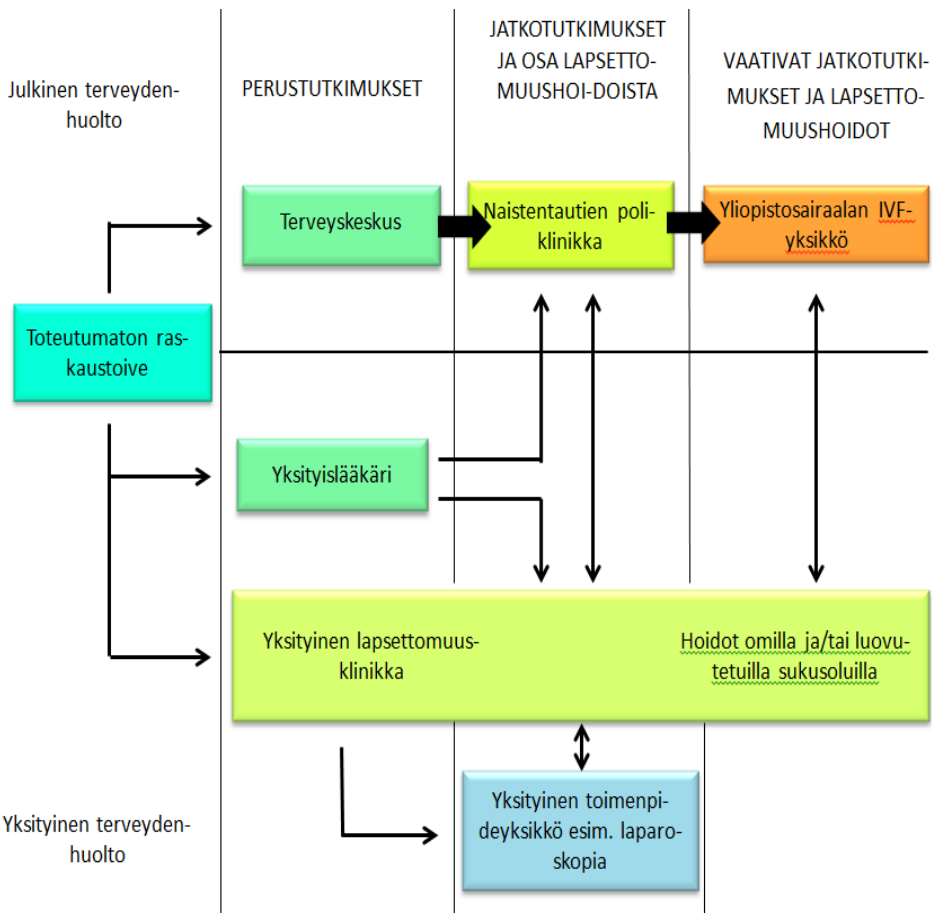 Julkinen terveyden-
huolto
PERUSTUTKIMUKSET
JATKOTUTKIMUKSET
JA OSA LAPSETTO-
MUUSHOI-DOISTA
VAATIVAT JATKOTUTKI-
MUKSET JA LAPSETTO-
MUUSHOIDOT
Terveyskeskus
Naistentautien poli-
klinikka
Yliopistosairaalan IVF-
yksikkö
Toteutumaton ras-
kaustoive
Yksityislääkäri
Yksityinen lapsettomuus-
klinikka
Hoidot omilla ja/tai luovu-
tetuilla sukusoluilla
Yksityinen toimenpi-
deyksikkö esim. laparo-
skopia
Yksityinen terveyden-
huolto